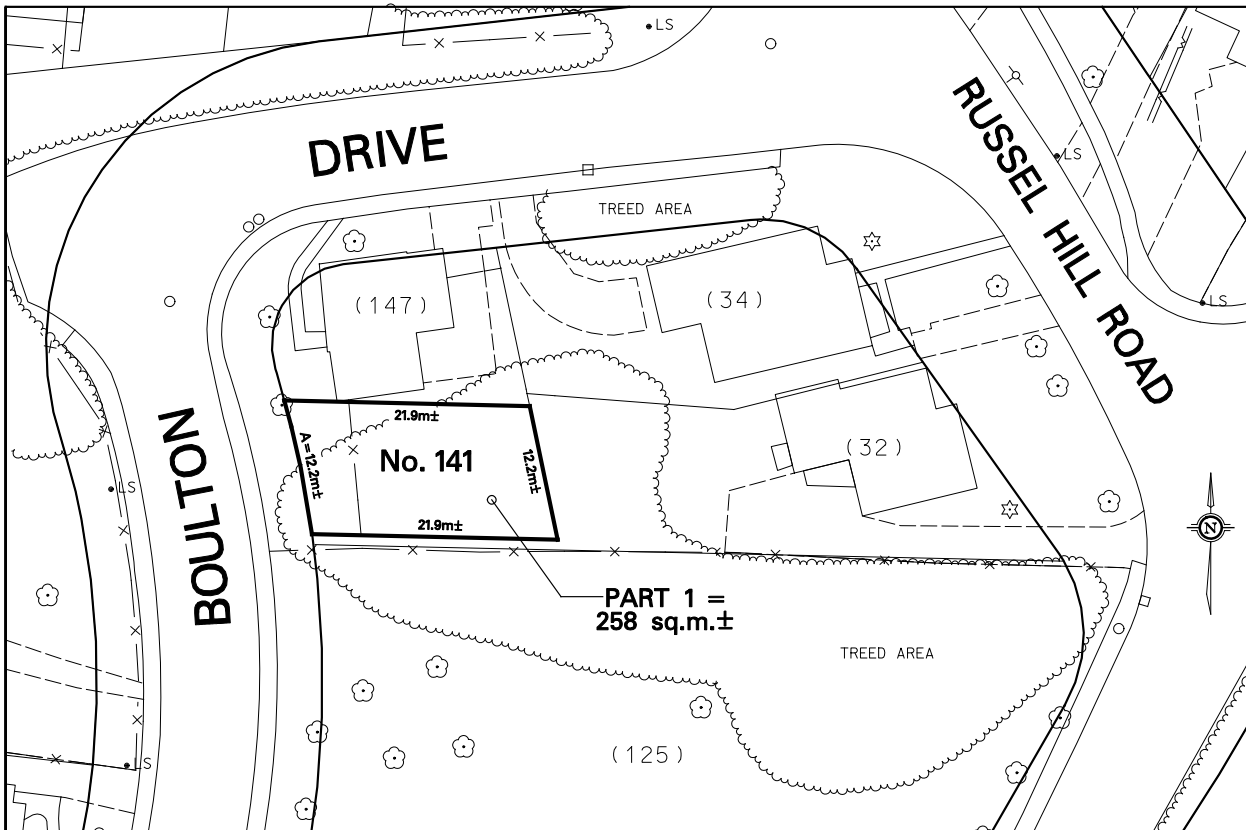 LS
DRIVE
RUSSEL HILL ROAD
LS
TREED AREA
(147)
(34)
LS
21.9m±
A=12.2m±
No. 141
12.2m±
(32)
BOULTON
LS
21.9m±
N
PART 1 =
258 sq.m.±
TREED AREA
(125)
LS